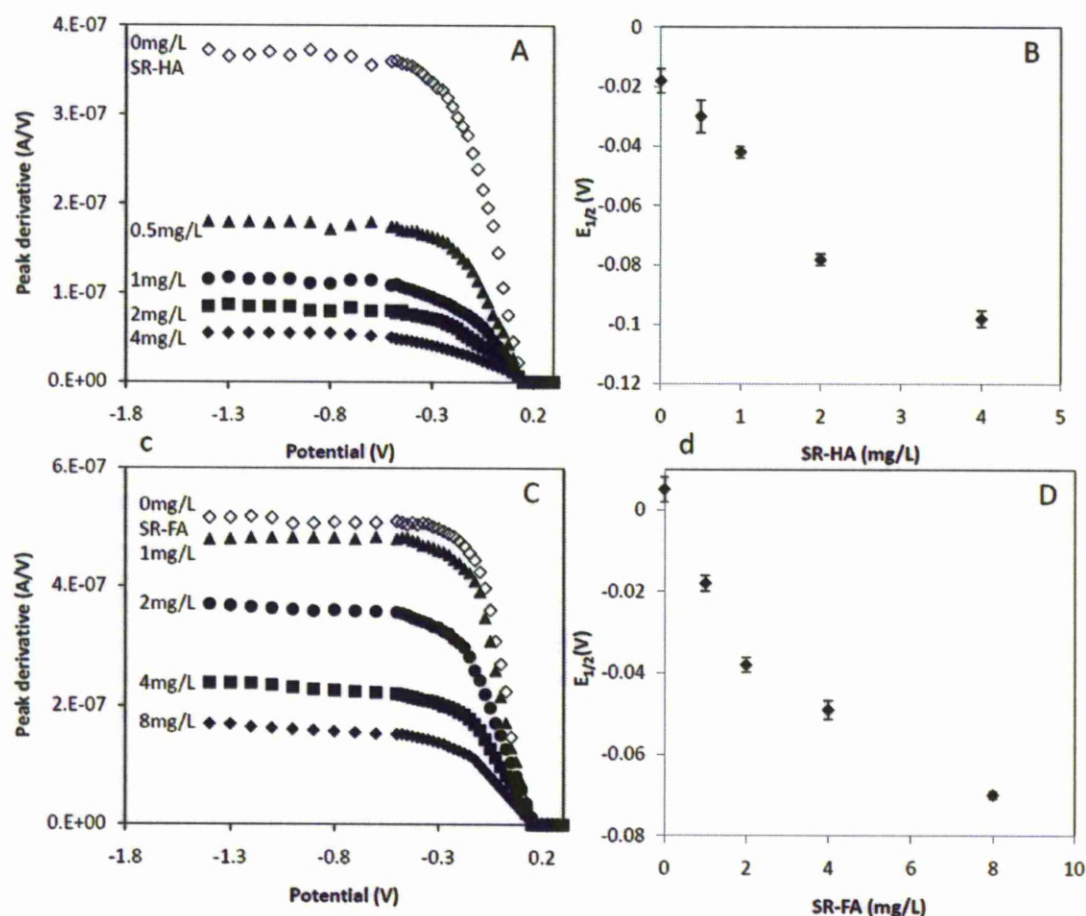 A
4.E-07
3.E-07
2.E-07
1.E-07
0.E+00
Peak derivative (A/V)
0mg/L
SR-HA
0.5mg/L
1mg/L
2mg/L
4mg/L
-1.8
-1.3
-0.8
-0.3
0.2
Potential (V)
B
0
-0.02
-0.04
-0.06
-0.08
-0.1
-0.12
E1/2 (V)
0
1
2
3
4
5
SR-HA (mg/L)
c
C
6.E-07
4.E-07
2.E-07
0.E+00
Peak derivative (A/V)
0mg/L
SR-FA
1mg/L
2mg/L
4mg/L
8mg/L
-1.8
-1.3
-0.8
-0.3
0.2
Potential (V)
d
D
0
-0.02
-0.04
-0.06
-0.08
E1/2(V)
0
2
4
6
8
10
SR-FA (mg/L)